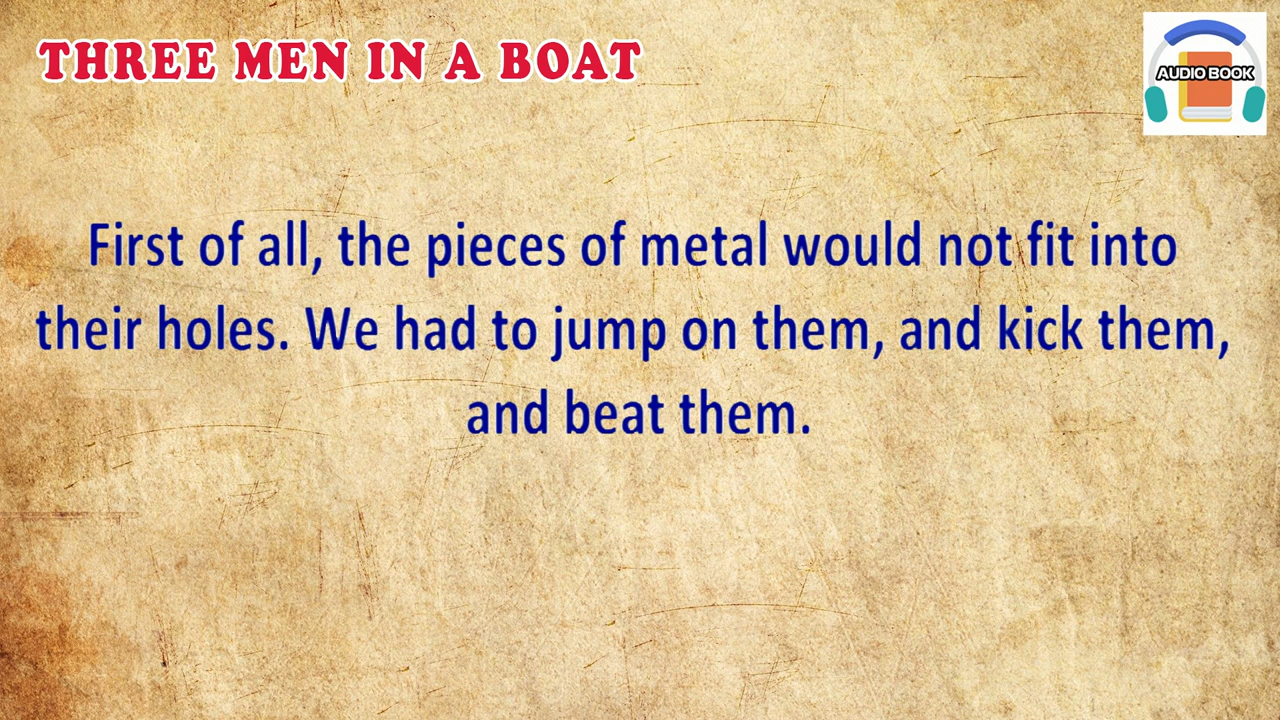 THREE MEN IN A BOAT
AUDIO BOOK
First of all, the pieces of metal would not fit into
their holes. We had to jump on them, and kick them,
and beat them.